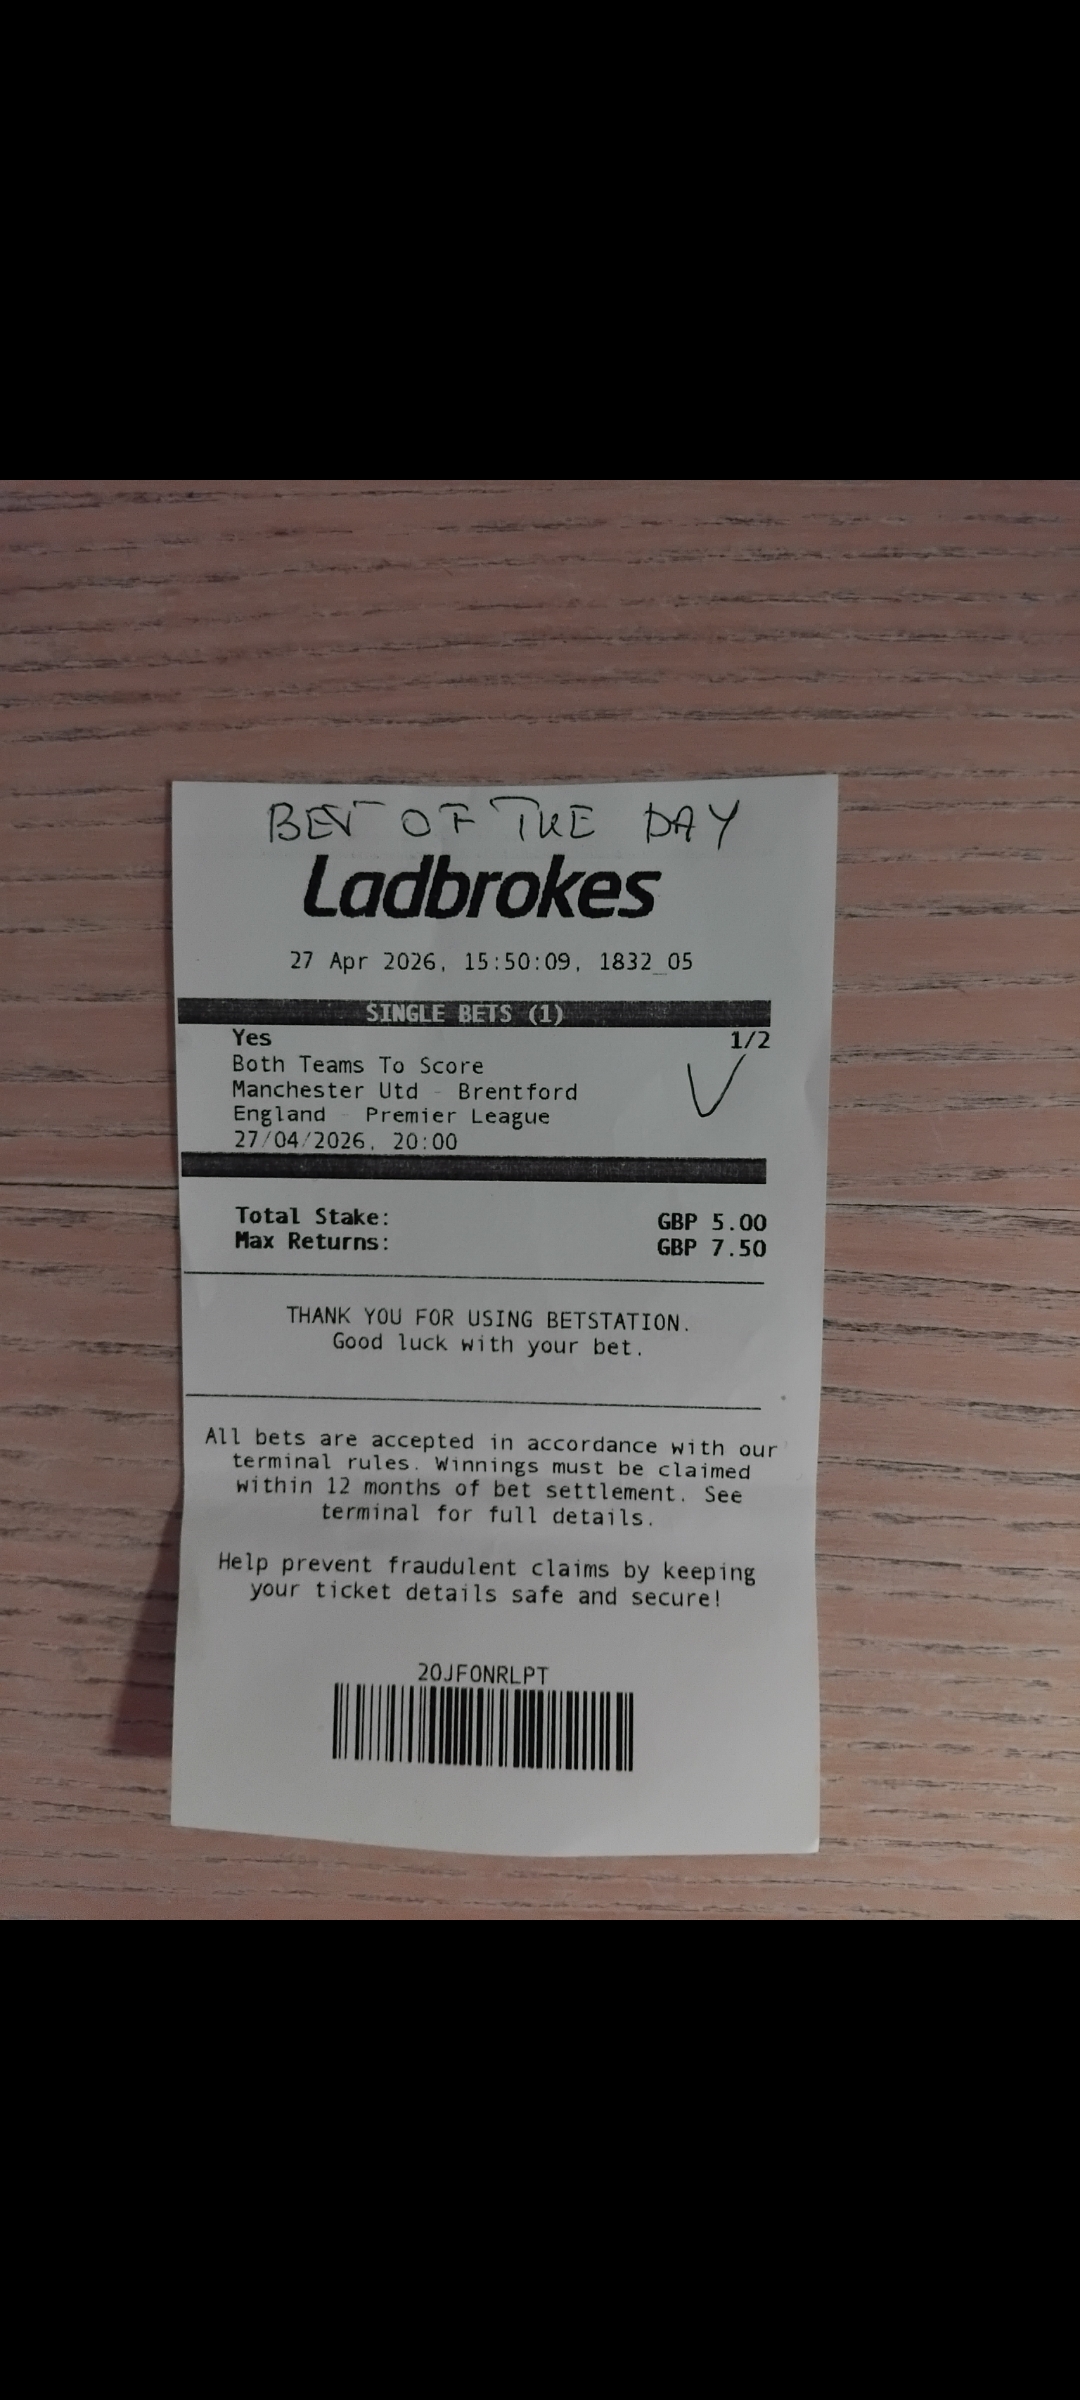 BET OF THE DAY
Ladbrokes
27 Apr 2026, 15:50:09, 1832_05
SINGLE BETS (1)
Yes 1/2
Both Teams To Score
Manchester Utd - Brentford
England - Premier League
27/04/2026, 20:00
Total Stake: GBP 5.00
Max Returns: GBP 7.50
THANK YOU FOR USING BETSTATION.
Good luck with your bet.
All bets are accepted in accordance with our
terminal rules. Winnings must be claimed
within 12 months of bet settlement. See
terminal for full details.
Help prevent fraudulent claims by keeping
your ticket details safe and secure!
20JFONRLPT